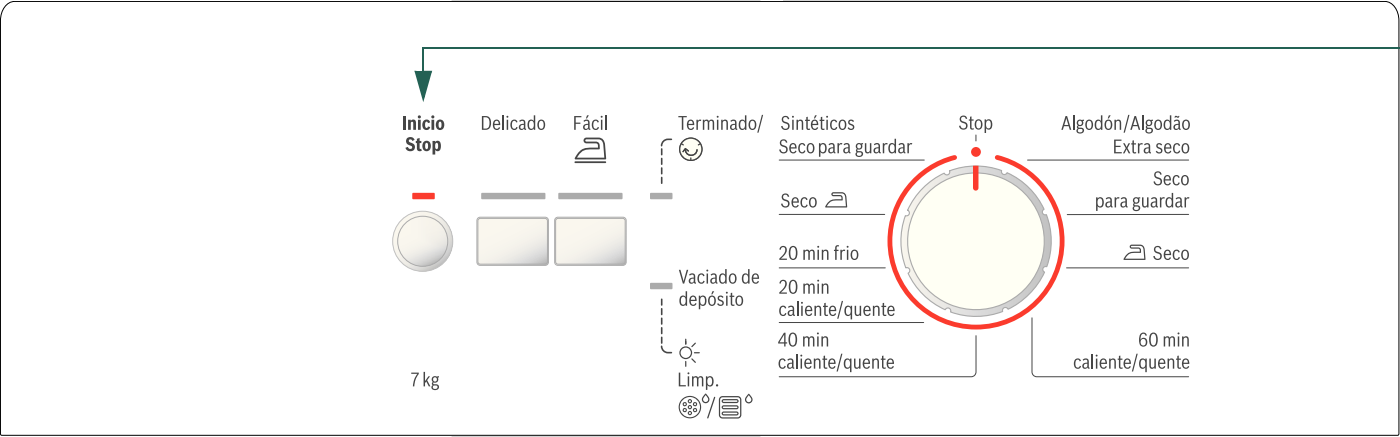 Inicio
Stop
Delicado
Fácil
Terminado/
Vaciado de
depósito
Limp.
/
7 kg
Sintéticos
Seco para guardar
Seco
20 min frio
20 min
caliente/quente
40 min
caliente/quente
Stop
Algodón/Algodão
Extra seco
Seco
para guardar
Seco
60 min
caliente/quente